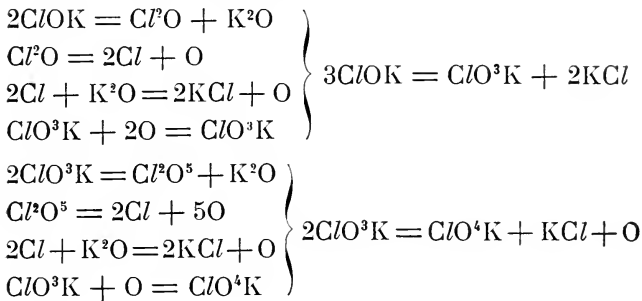 2ClOK = Cl²O + K²O
Cl²O = 2Cl + O
2Cl + K²O = 2KCl + O
ClO³K + 2O = ClO³K
3ClOK = ClO³K + 2KCl
2ClO³K = Cl²O⁵ + K²O
Cl²O⁵ = 2Cl + 5O
2Cl + K²O = 2KCl + O
ClO³K + O = ClO⁴K
2ClO³K = ClO⁴K + KCl + O